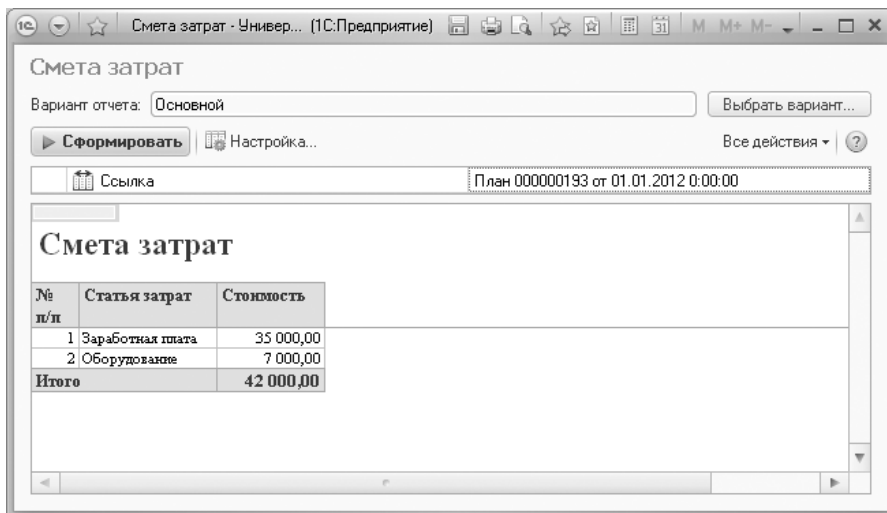 1С Смета затрат - Универ... (1С:Предприятие) 31 M M+ M-
Смета затрат
Вариант отчета: Основной Выбрать вариант...
Сформировать Настройка... Все действия ?
Ссылка План 000000193 от 01.01.2012 0:00:00
Смета затрат
№ п/п Статья затрат Стоимость
1 Заработная плата 35 000,00
2 Оборудование 7 000,00
Итого 42 000,00